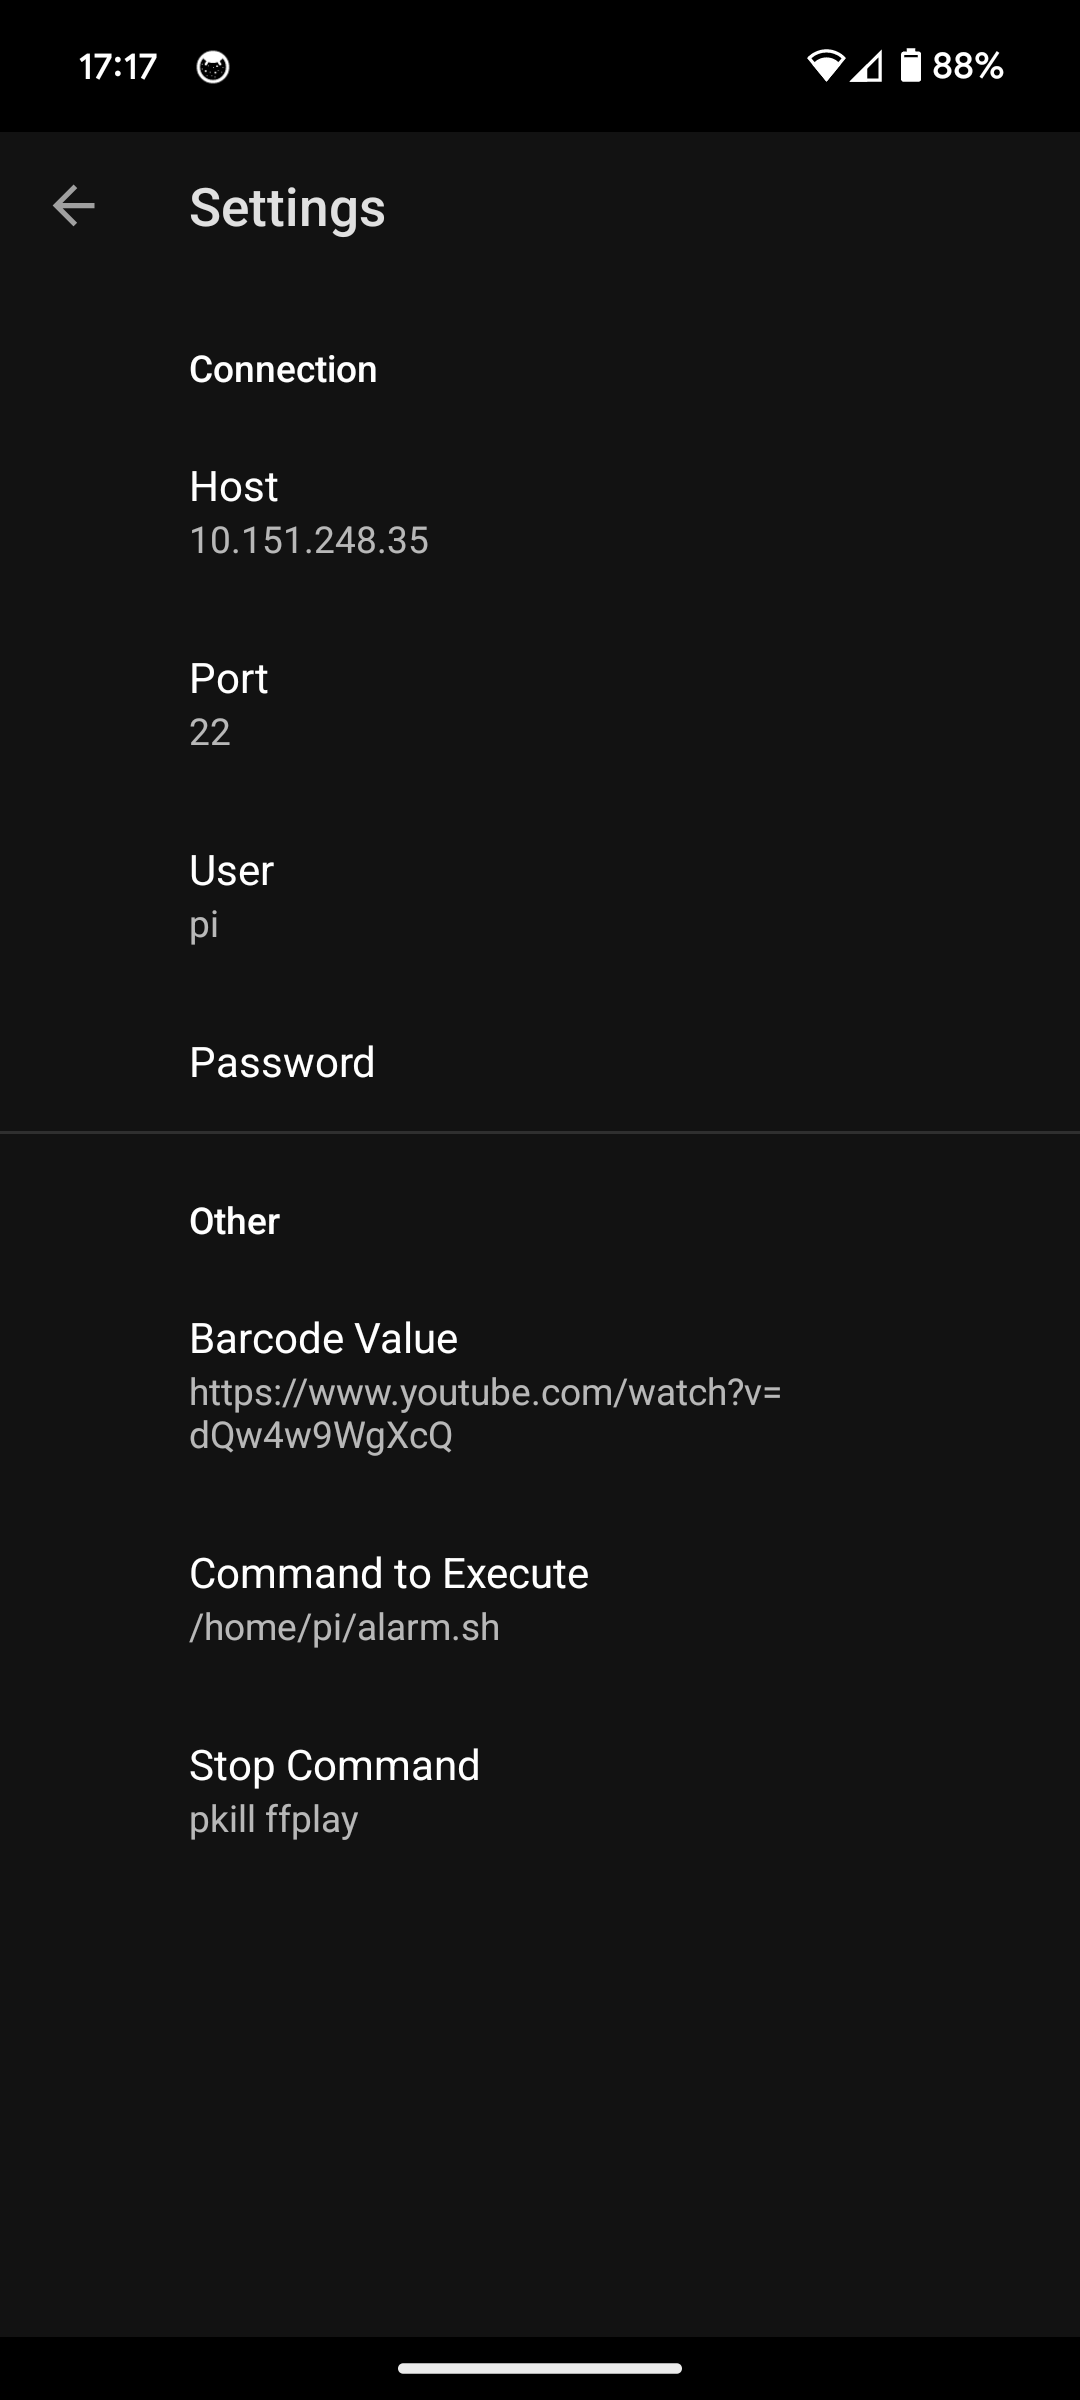 17:17 88%
Settings
Connection
Host
10.151.248.35
Port
22
User
pi
Password
Other
Barcode Value
https://www.youtube.com/watch?v=
dQw4w9WgXcQ
Command to Execute
/home/pi/alarm.sh
Stop Command
pkill ffplay